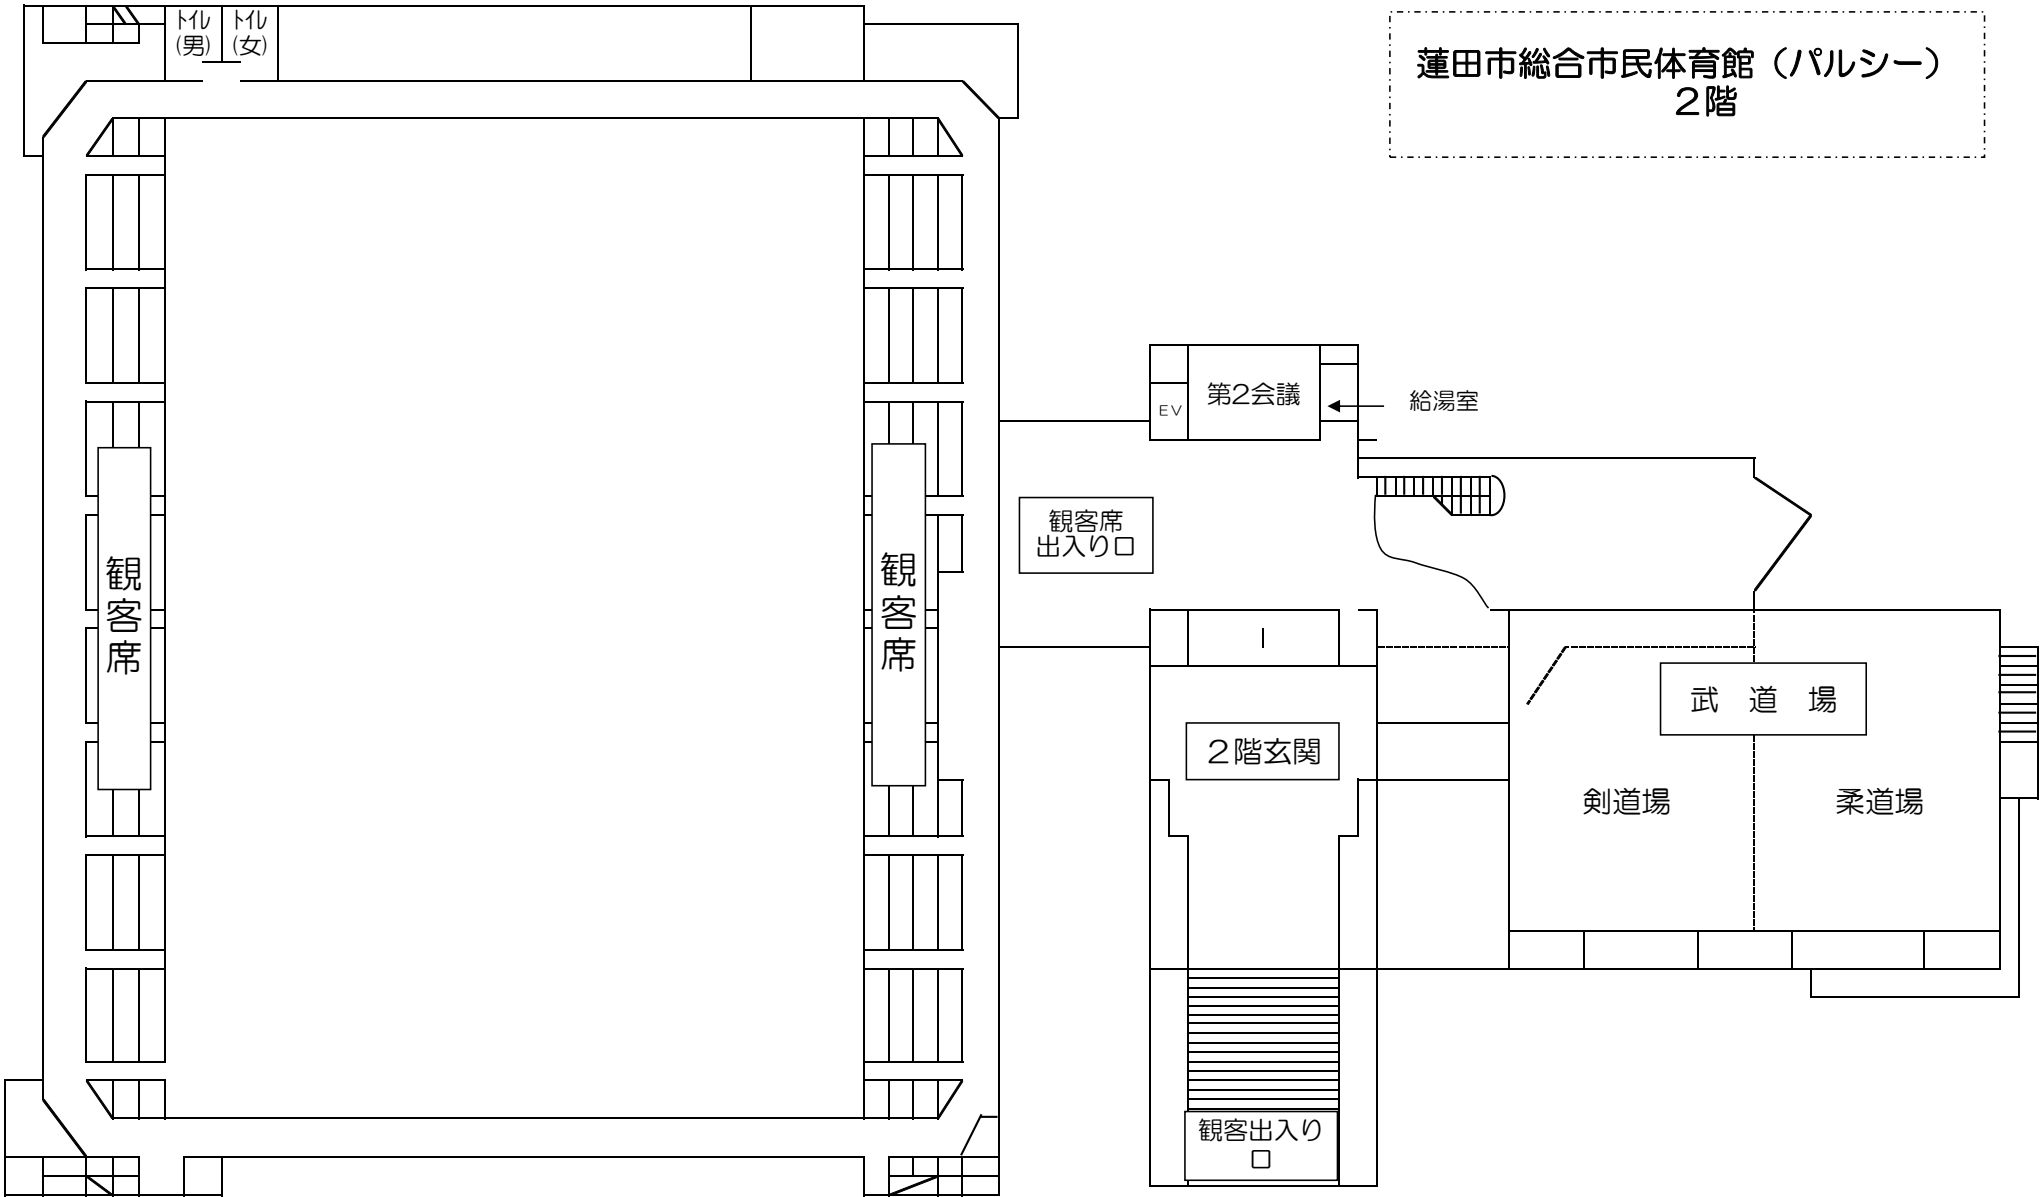 ﾄｲﾚ
(男)
ﾄｲﾚ
(女)
蓮田市総合市民体育館（パルシー）
２階
第2会議
EV
給湯室
観客席
出入り口
観客席
観客席
２階玄関
武　道　場
剣道場
柔道場
観客出入り
口